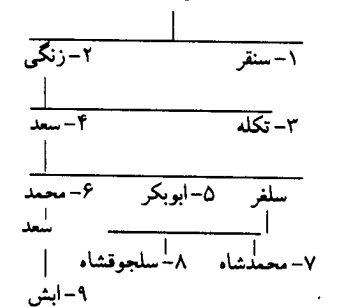 ۱- سنقر ۲- زنگی
۳- تکله ۴- سعد
سلغر ۵- ابوبکر ۶- محمد
سعد
۷- محمدشاه ۸- سلجوقشاه
۹- ابش